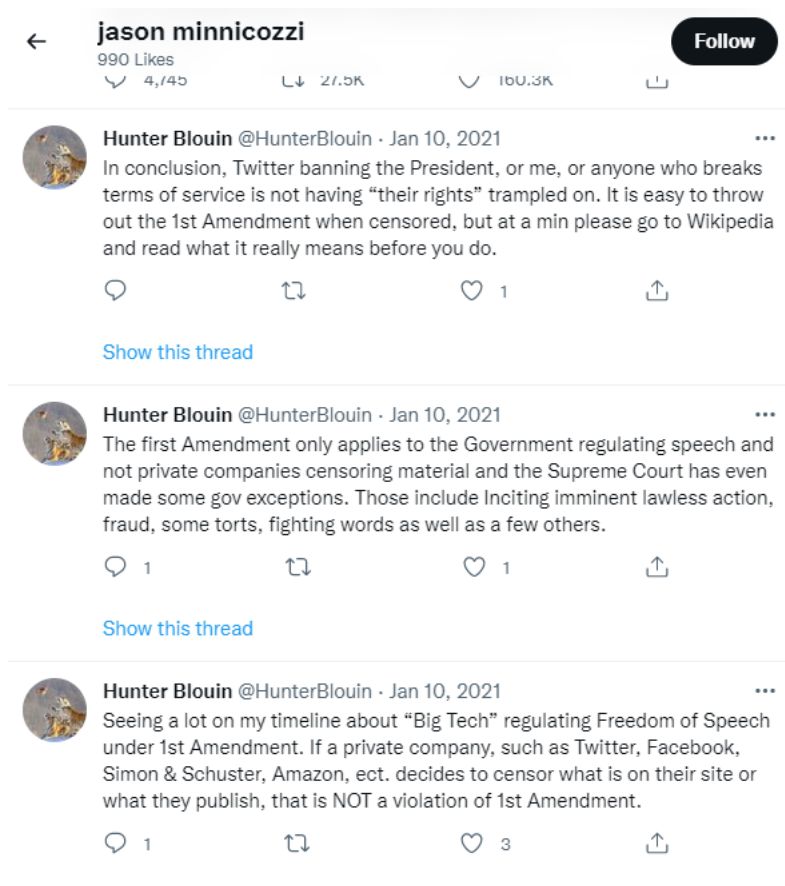 jason minnicozzi
990 Likes
Follow
4,745 27.5K 160.3K
Hunter Blouin @HunterBlouin · Jan 10, 2021
In conclusion, Twitter banning the President, or me, or anyone who breaks
terms of service is not having “their rights” trampled on. It is easy to throw
out the 1st Amendment when censored, but at a min please go to Wikipedia
and read what it really means before you do.
1
Show this thread
Hunter Blouin @HunterBlouin · Jan 10, 2021
The first Amendment only applies to the Government regulating speech and
not private companies censoring material and the Supreme Court has even
made some gov exceptions. Those include Inciting imminent lawless action,
fraud, some torts, fighting words as well as a few others.
1 1
Show this thread
Hunter Blouin @HunterBlouin · Jan 10, 2021
Seeing a lot on my timeline about “Big Tech” regulating Freedom of Speech
under 1st Amendment. If a private company, such as Twitter, Facebook,
Simon & Schuster, Amazon, ect. decides to censor what is on their site or
what they publish, that is NOT a violation of 1st Amendment.
1 3